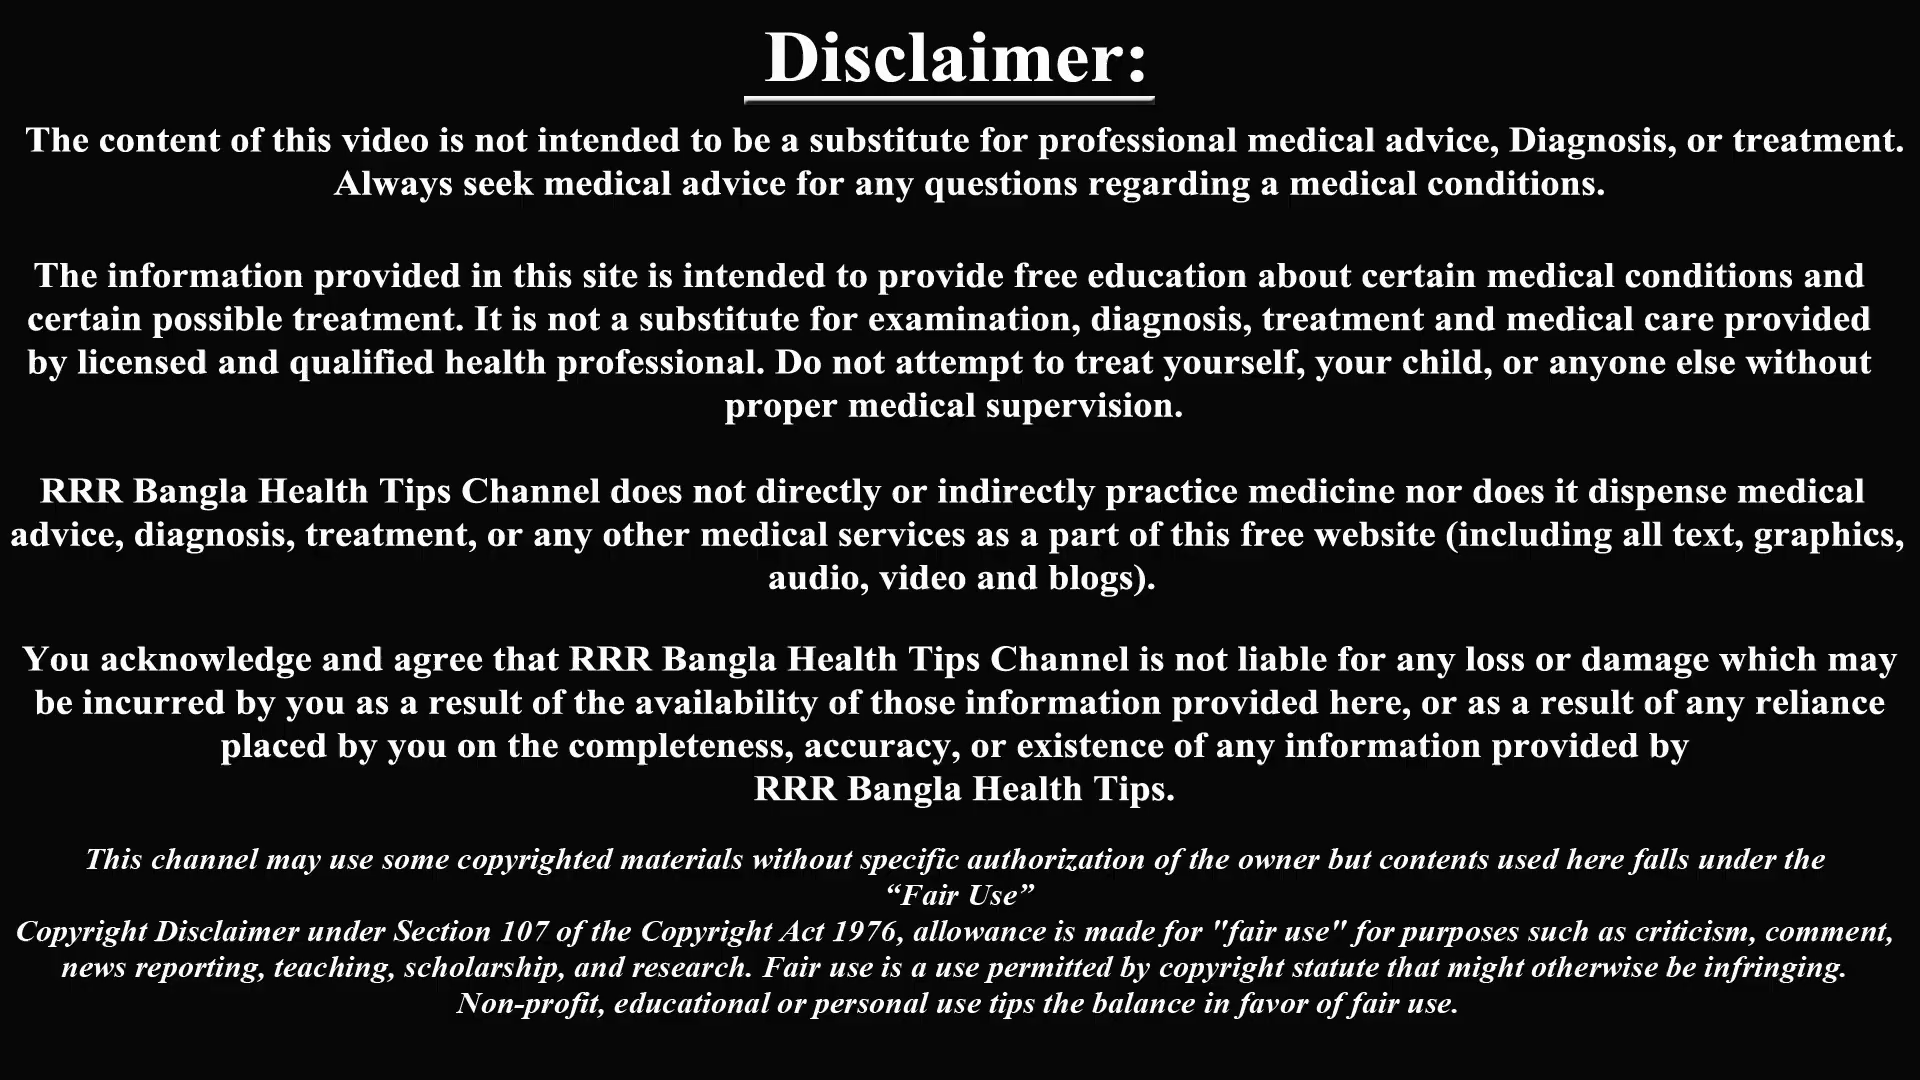 Disclaimer:
The content of this video is not intended to be a substitute for professional medical advice, Diagnosis, or treatment.
Always seek medical advice for any questions regarding a medical conditions.
The information provided in this site is intended to provide free education about certain medical conditions and
certain possible treatment. It is not a substitute for examination, diagnosis, treatment and medical care provided
by licensed and qualified health professional. Do not attempt to treat yourself, your child, or anyone else without
proper medical supervision.
RRR Bangla Health Tips Channel does not directly or indirectly practice medicine nor does it dispense medical
advice, diagnosis, treatment, or any other medical services as a part of this free website (including all text, graphics,
audio, video and blogs).
You acknowledge and agree that RRR Bangla Health Tips Channel is not liable for any loss or damage which may
be incurred by you as a result of the availability of those information provided here, or as a result of any reliance
placed by you on the completeness, accuracy, or existence of any information provided by
RRR Bangla Health Tips.
This channel may use some copyrighted materials without specific authorization of the owner but contents used here falls under the
“Fair Use”
Copyright Disclaimer under Section 107 of the Copyright Act 1976, allowance is made for "fair use" for purposes such as criticism, comment,
news reporting, teaching, scholarship, and research. Fair use is a use permitted by copyright statute that might otherwise be infringing.
Non-profit, educational or personal use tips the balance in favor of fair use.